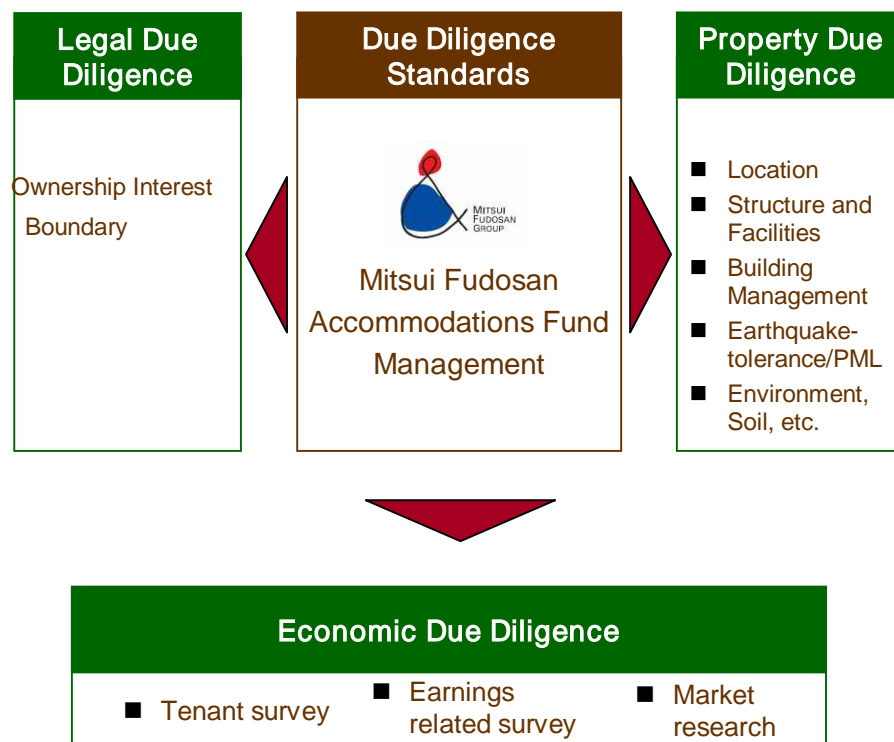 Legal Due
Diligence
Ownership Interest
Boundary
Due Diligence
Standards
MITSUI
FUDOSAN
GROUP
Mitsui Fudosan
Accommodations Fund
Management
Property Due
Diligence
■ Location
■ Structure and
Facilities
■ Building
Management
■ Earthquake-
tolerance/PML
■ Environment,
Soil, etc.
Economic Due Diligence
■ Tenant survey
■ Earnings
related survey
■ Market
research